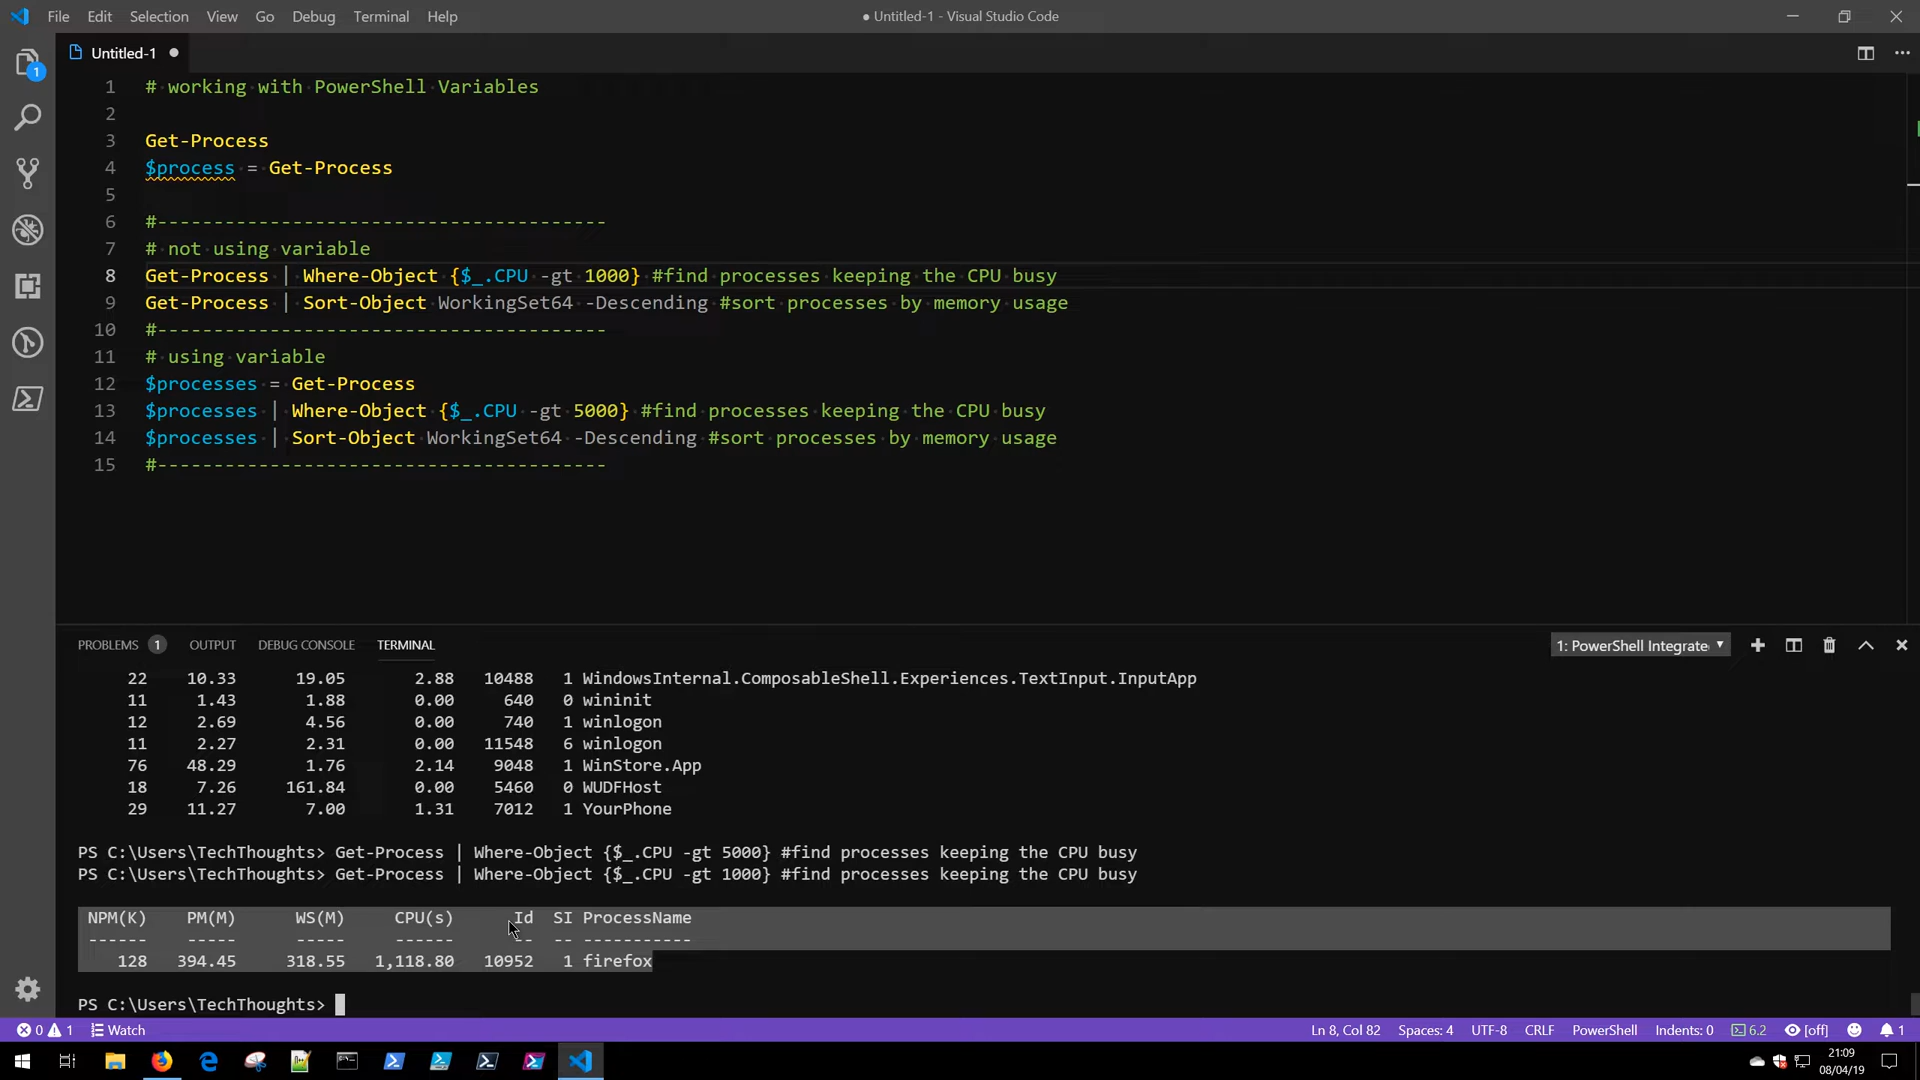 File Edit Selection View Go Debug Terminal Help
● Untitled-1 - Visual Studio Code
1
Untitled-1 ●
1 # working with PowerShell Variables
2
3 Get-Process
4 $process = Get-Process
5
6 #----------------------------------------
7 # not using variable
8 Get-Process | Where-Object {$_.CPU -gt 1000} #find processes keeping the CPU busy
9 Get-Process | Sort-Object WorkingSet64 -Descending #sort processes by memory usage
10 #----------------------------------------
11 # using variable
12 $processes = Get-Process
13 $processes | Where-Object {$_.CPU -gt 5000} #find processes keeping the CPU busy
14 $processes | Sort-Object WorkingSet64 -Descending #sort processes by memory usage
15 #----------------------------------------
PROBLEMS 1 OUTPUT DEBUG CONSOLE TERMINAL 1: PowerShell Integrate
22 10.33 19.05 2.88 10488 1 WindowsInternal.ComposableShell.Experiences.TextInput.InputApp
11 1.43 1.88 0.00 640 0 wininit
12 2.69 4.56 0.00 740 1 winlogon
11 2.27 2.31 0.00 11548 6 winlogon
76 48.29 1.76 2.14 9048 1 WinStore.App
18 7.26 161.84 0.00 5460 0 WUDFHost
29 11.27 7.00 1.31 7012 1 YourPhone
PS C:\Users\TechThoughts> Get-Process | Where-Object {$_.CPU -gt 5000} #find processes keeping the CPU busy
PS C:\Users\TechThoughts> Get-Process | Where-Object {$_.CPU -gt 1000} #find processes keeping the CPU busy
NPM(K) PM(M) WS(M) CPU(s) Id SI ProcessName
------ ----- ----- ------ -- -- -----------
128 394.45 318.55 1,118.80 10952 1 firefox
PS C:\Users\TechThoughts>
0 1 Watch Ln 8, Col 82 Spaces: 4 UTF-8 CRLF PowerShell Indents: 0 6.2 [off] 1
21:09
08/04/19